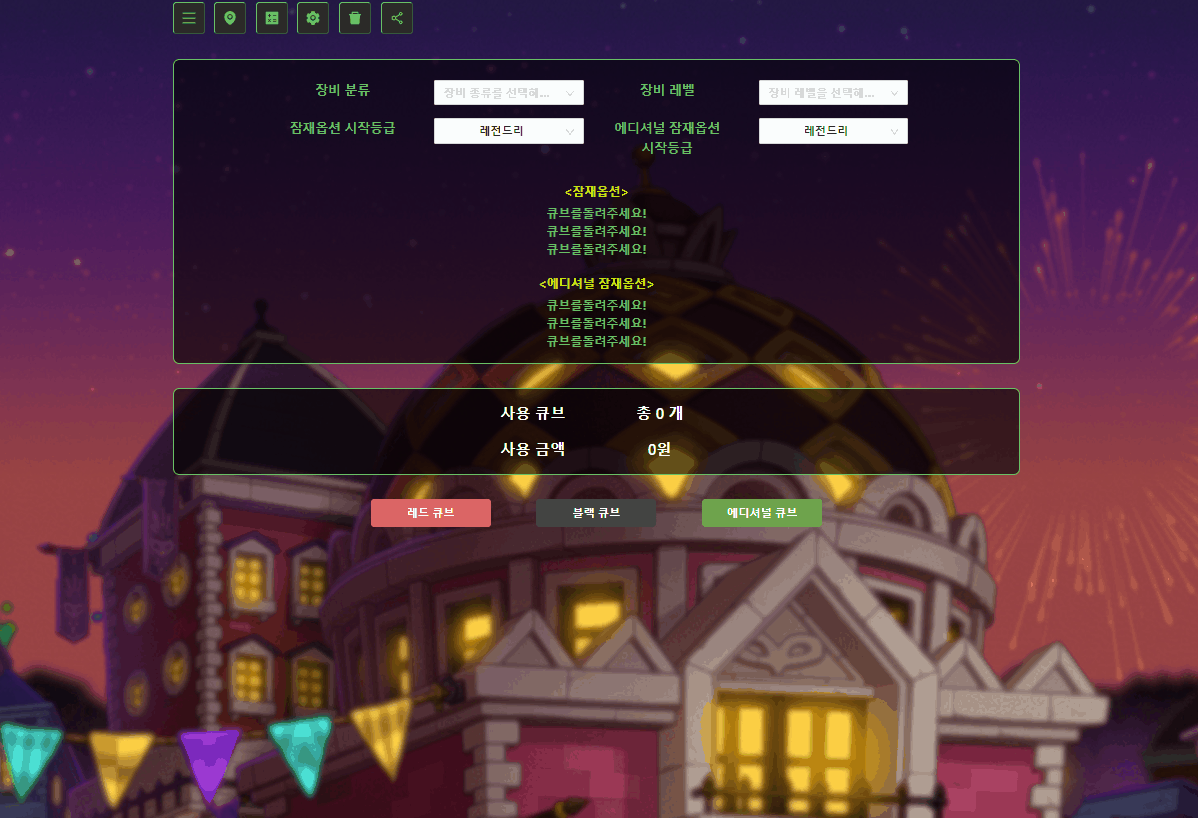 장비 분류
장비 종류를 선택해...
장비 레벨
장비 레벨을 선택해...
잠재옵션 시작등급
레전드리
에디셔널 잠재옵션
시작등급
레전드리
<잠재옵션>
큐브를돌려주세요!
큐브를돌려주세요!
큐브를돌려주세요!
<에디셔널 잠재옵션>
큐브를돌려주세요!
큐브를돌려주세요!
큐브를돌려주세요!
사용 큐브
총 0 개
사용 금액
0원
레드 큐브
블랙 큐브
에디셔널 큐브